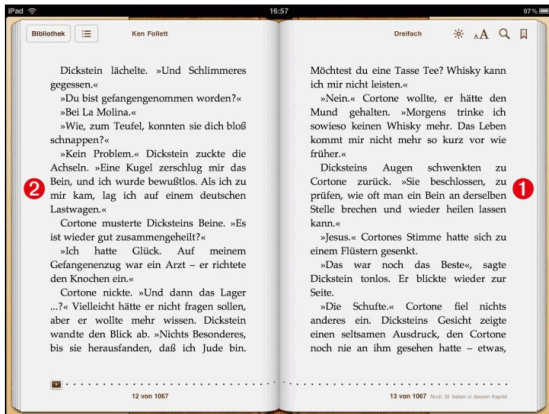 iPad
16:57
97%
Bibliothek
Ken Follett
Dreifach
AA
Dickstein lächelte. »Und Schlimmeres
gegessen.«
»Du bist gefangengenommen worden?«
»Bei La Molina.«
»Wie, zum Teufel, konnten sie dich bloß
schnappen?«
»Kein Problem.« Dickstein zuckte die
Achseln. »Eine Kugel zerschlug mir das
Bein, und ich wurde bewußtlos. Als ich zu
mir kam, lag ich auf einem deutschen
Lastwagen.«
Cortone musterte Dicksteins Beine. »Es
ist wieder gut zusammengeheilt?«
»Ich hatte Glück. Auf meinem
Gefangenenzug war ein Arzt – er richtete
den Knochen ein.«
Cortone nickte. »Und dann das Lager
...?« Vielleicht hätte er nicht fragen sollen,
aber er wollte mehr wissen. Dickstein
wandte den Blick ab. »Nichts Besonderes,
bis sie herausfanden, daß ich Jude bin.
2
12 von 1067
Möchtest du eine Tasse Tee? Whisky kann
ich mir nicht leisten.«
»Nein.« Cortone wollte, er hätte den
Mund gehalten. »Morgens trinke ich
sowieso keinen Whisky mehr. Das Leben
kommt mir nicht mehr so kurz vor wie
früher.«
Dicksteins Augen schwenkten zu
Cortone zurück. »Sie beschlossen, zu
prüfen, wie oft man ein Bein an derselben
Stelle brechen und wieder heilen lassen
kann.«
»Jesus.« Cortones Stimme hatte sich zu
einem Flüstern gesenkt.
»Das war noch das Beste«, sagte
Dickstein tonlos. Er blickte wieder zur
Seite.
»Die Schufte.« Cortone fiel nichts
anderes ein. Dicksteins Gesicht zeigte
einen seltsamen Ausdruck, den Cortone
noch nie an ihm gesehen hatte – etwas,
1
13 von 1067 Noch 32 Seiten in diesem Kapitel